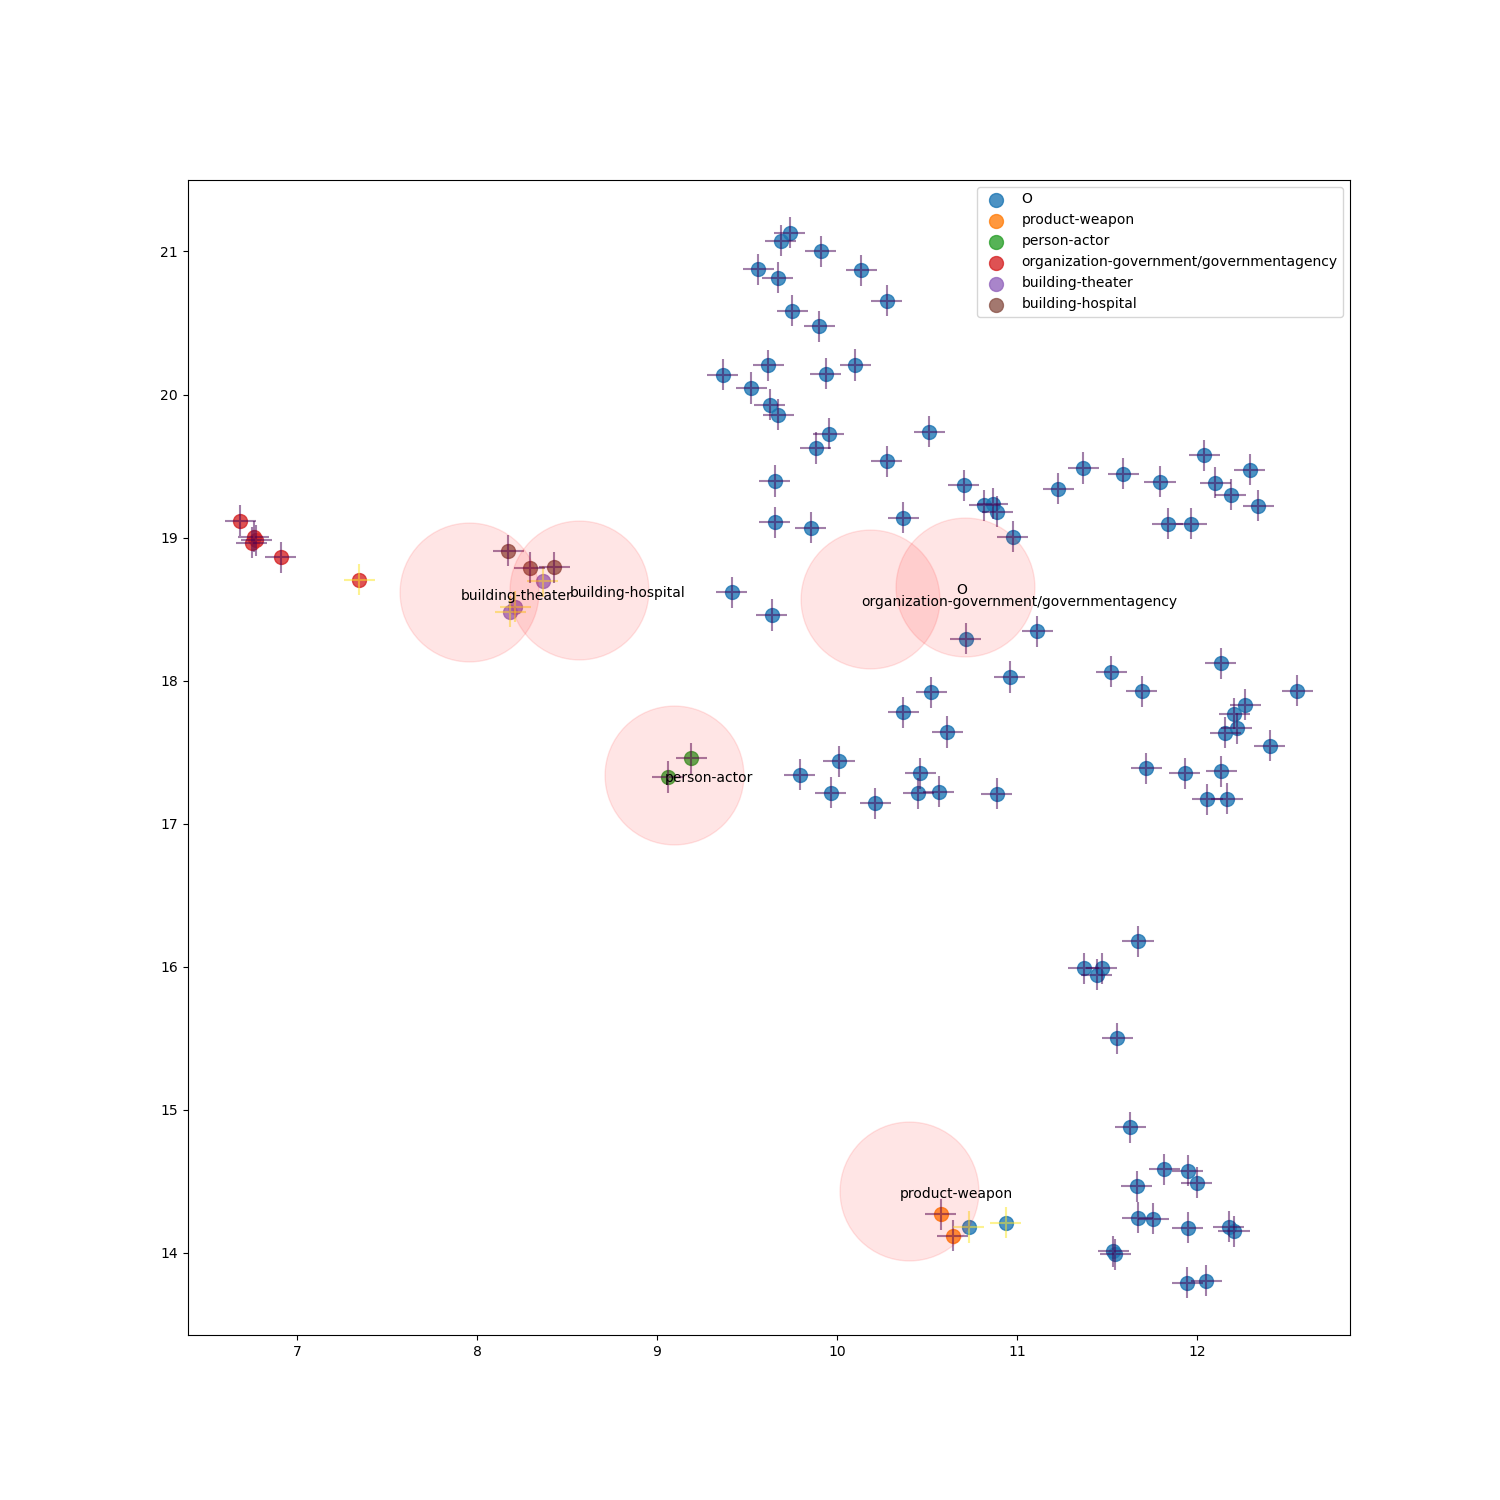 O
product-weapon
person-actor
organization-government/governmentagency
building-theater
building-hospital
21
20
19
18
17
16
15
14
building-theater
building-hospital
O
organization-government/governmentagency
person-actor
product-weapon
7
8
9
10
11
12